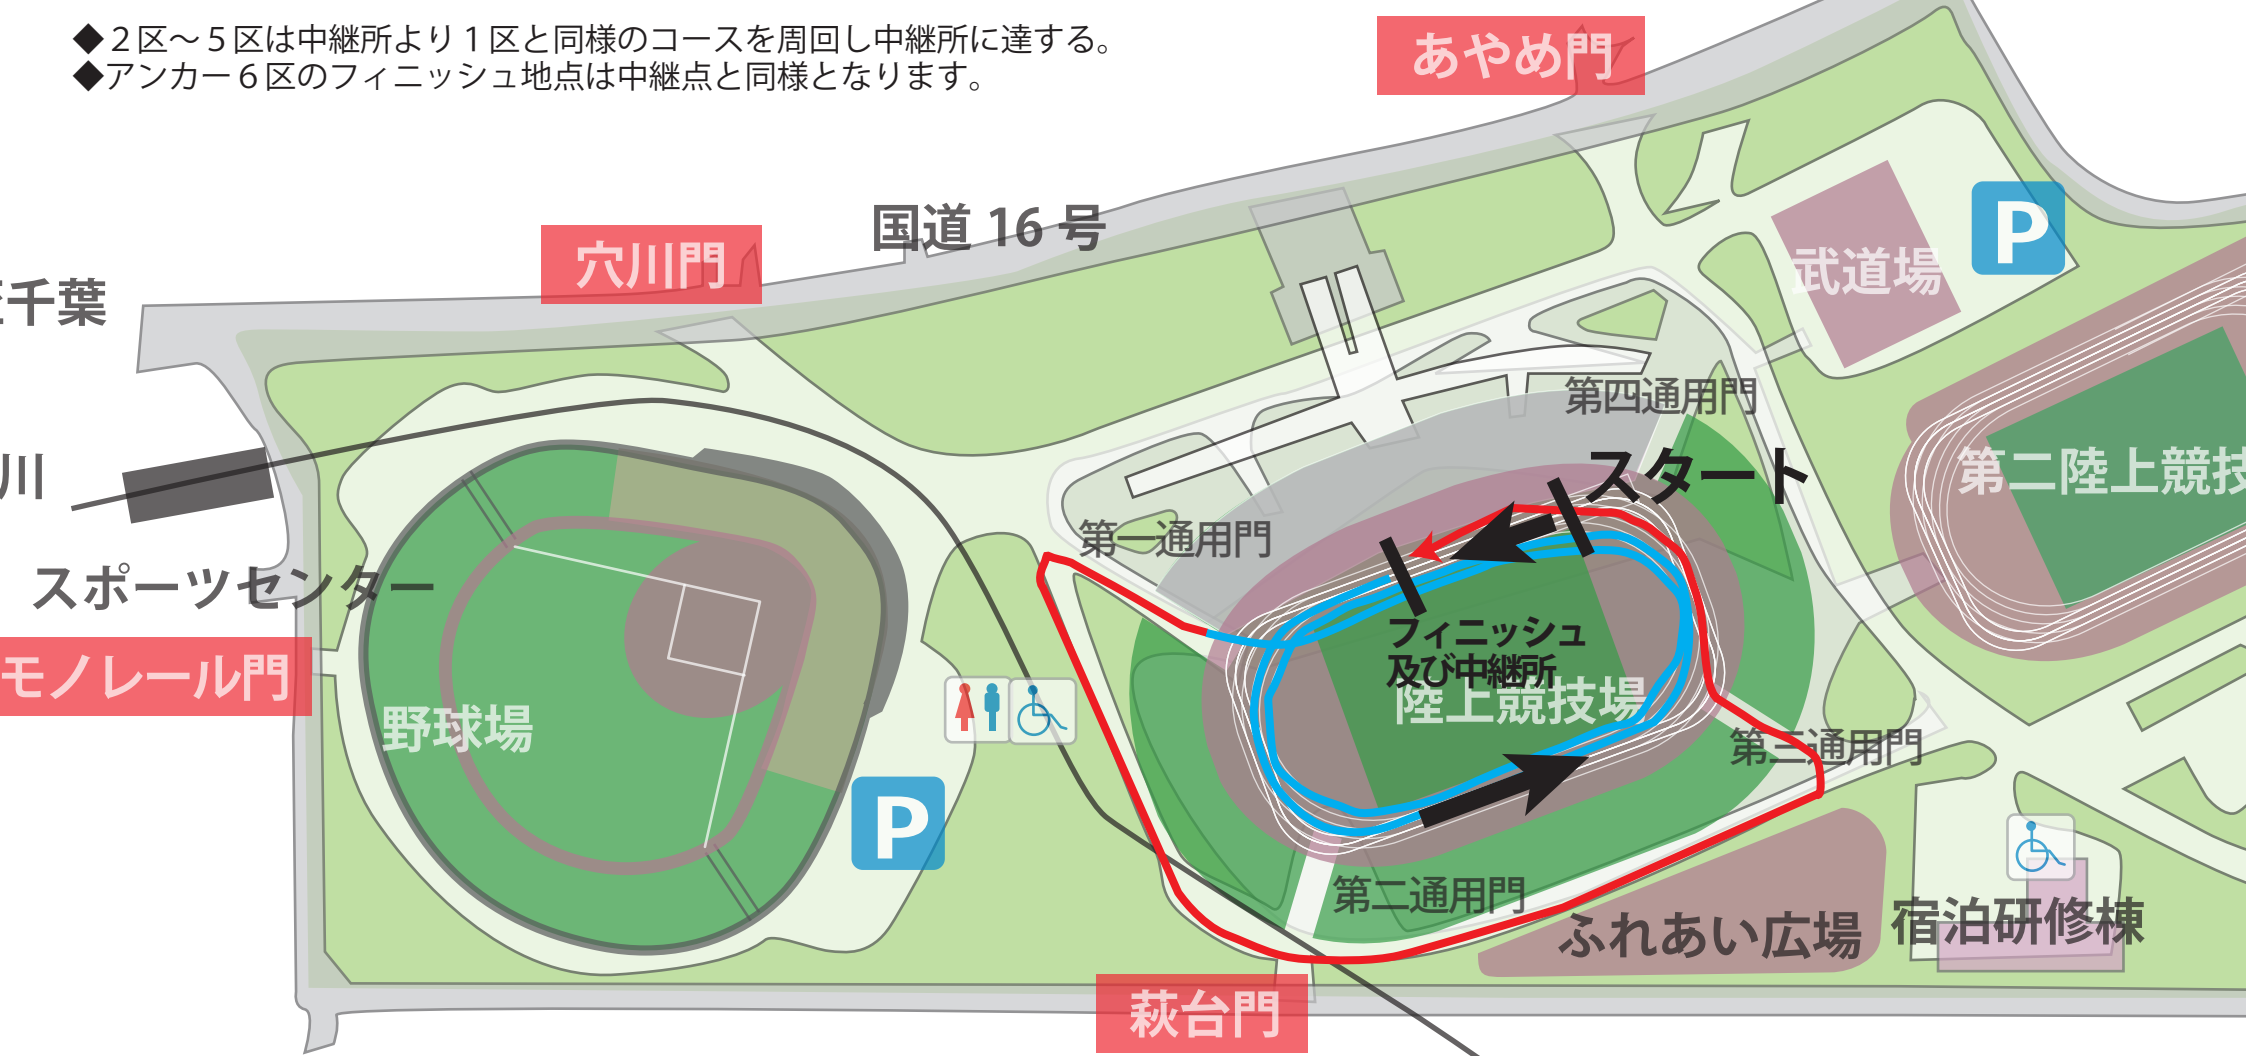 ◆２区～５区は中継所より１区と同様のコースを周回し中継所に達する。
◆アンカー６区のフィニッシュ地点は中継点と同様となります。
あやめ門
国道 16 号
穴川門
武道場
P
千葉
第四通用門
スタート
川
第二陸上競技
第一通用門
スポーツセンター
フィニッシュ
及び中継所
モノレール門
陸上競技場
野球場
第三通用門
P
第二通用門
ふれあい広場
宿泊研修棟
萩台門